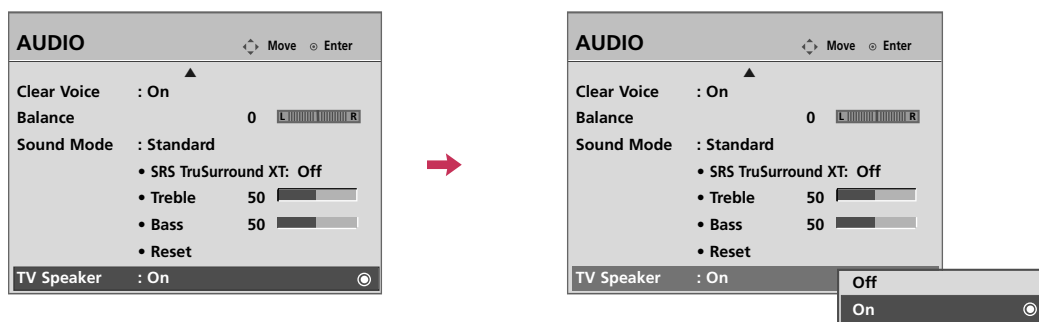 AUDIO Move Enter
Clear Voice : On
Balance 0 L R
Sound Mode : Standard
• SRS TruSurround XT: Off
• Treble 50
• Bass 50
• Reset
TV Speaker : On
AUDIO Move Enter
Clear Voice : On
Balance 0 L R
Sound Mode : Standard
• SRS TruSurround XT: Off
• Treble 50
• Bass 50
• Reset
TV Speaker : On
Off
On